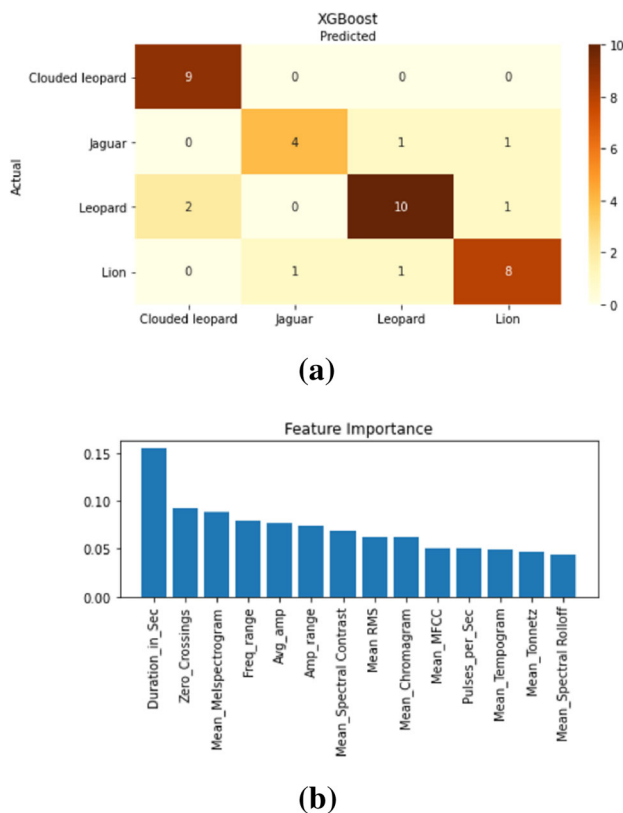 XGBoost
Predicted
Clouded leopard 9 0 0 0
Jaguar 0 4 1 1
Leopard 2 0 10 1
Lion 0 1 1 8
Actual
Clouded leopard Jaguar Leopard Lion
10
8
6
4
2
0
(a)
Feature Importance
0.15
0.10
0.05
0.00
Duration_in_Sec
Zero_Crossings
Mean_Melspectrogram
Freq_range
Avg_amp
Amp_range
Mean_Spectral Contrast
Mean RMS
Mean_Chromagram
Mean_MFCC
Pulses_per_Sec
Mean_Tempogram
Mean_Tonnetz
Mean_Spectral Rolloff
(b)